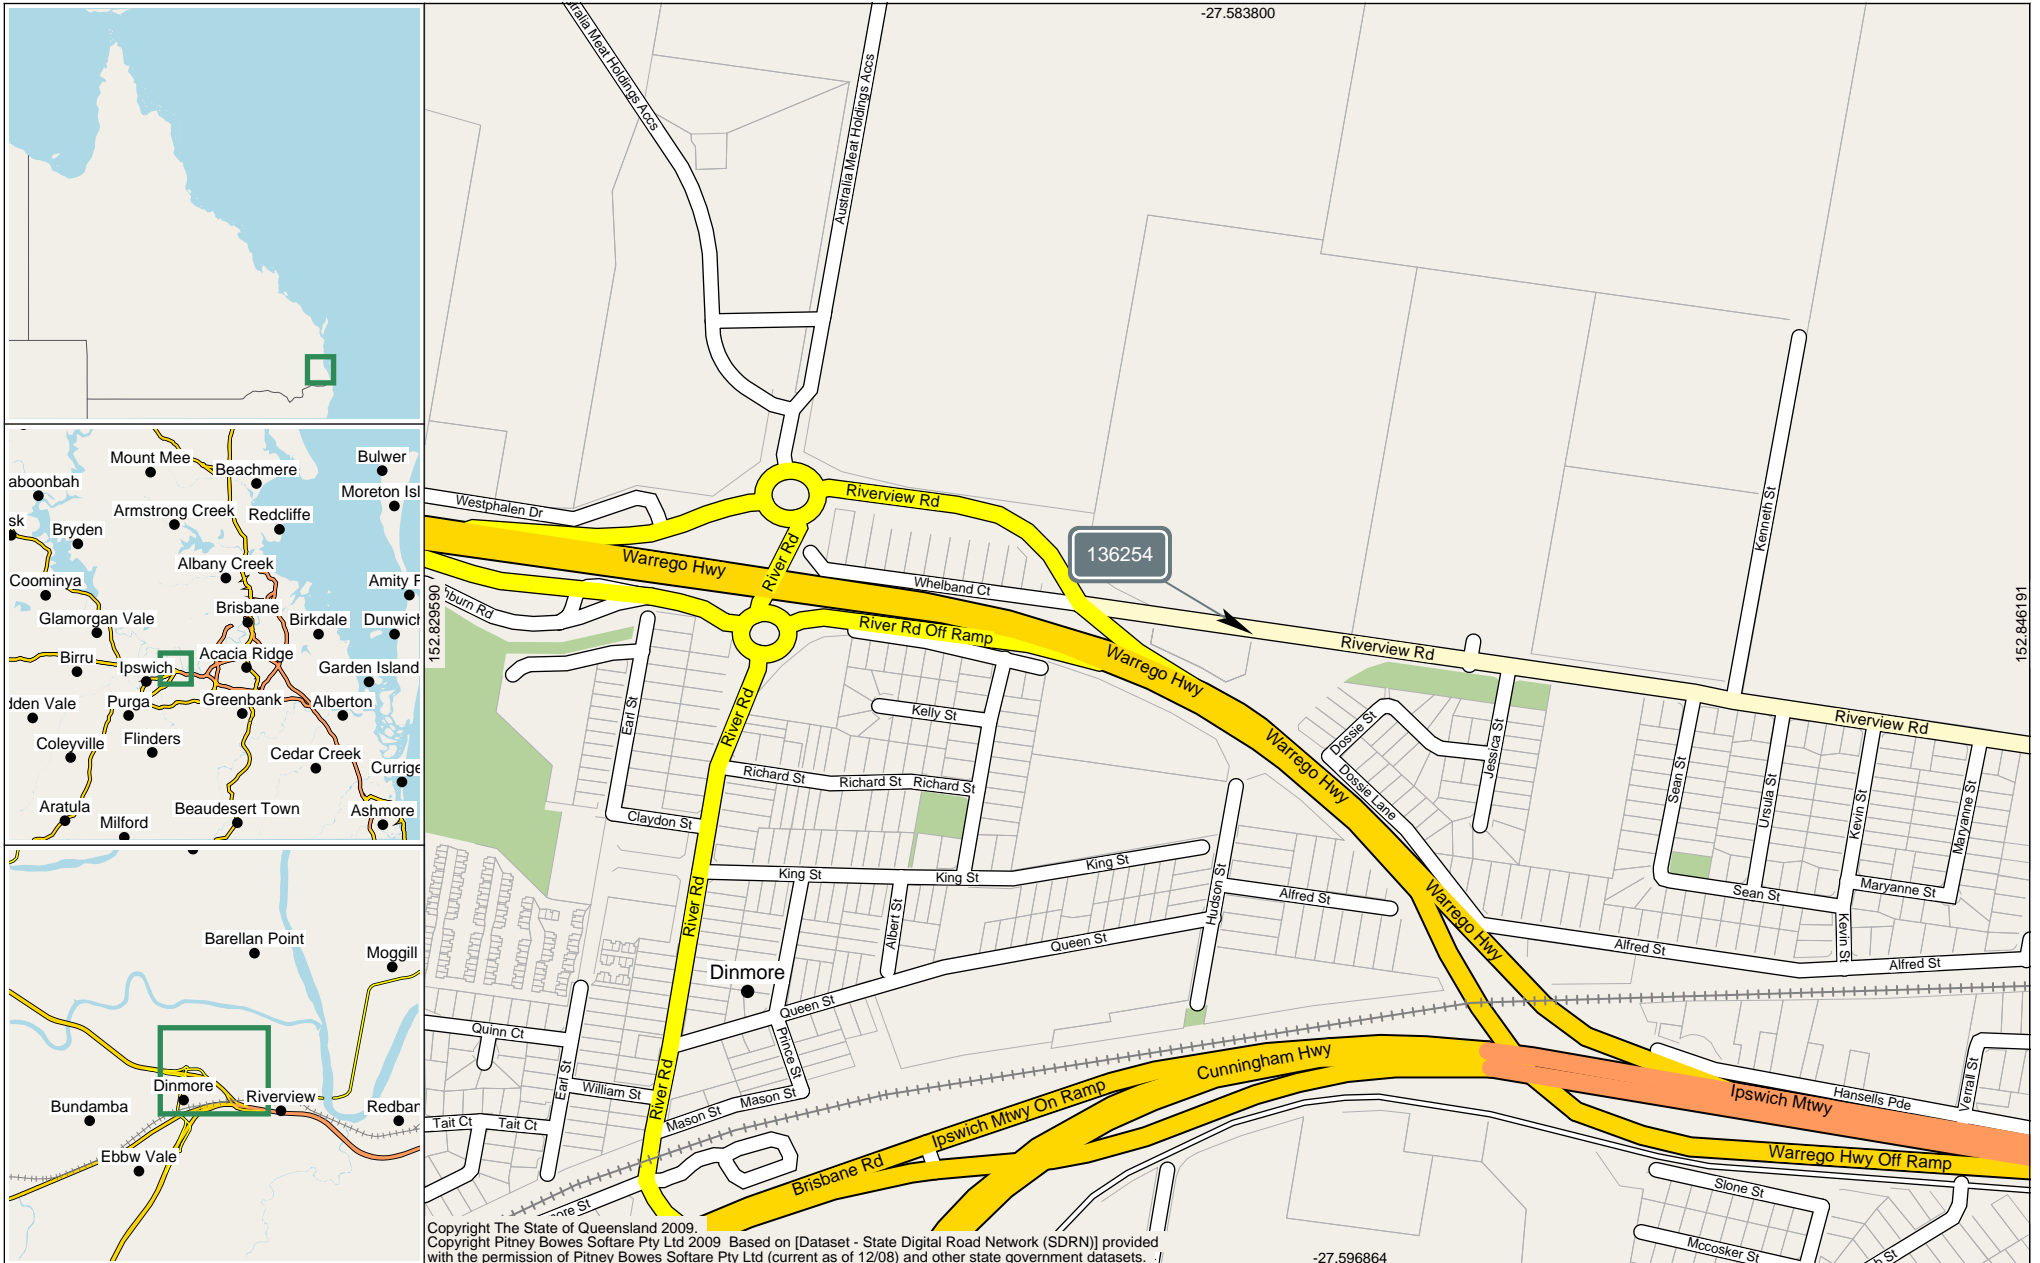 -27.583800
152.829590
152.846191
-27.596864
Australia Meat Holdings Accs
136254
Westphalen Dr
Riverview Rd
Warrego Hwy
River Rd
Whelband Ct
River Rd Off Ramp
Riverview Rd
Riverview Rd
Kenneth St
Warrego Hwy
Warrego Hwy
Warrego Hwy
Earl St
Kelly St
River Rd
Richard St
Richard St
Richard St
Claydon St
Dossie St
Dossie Lane
Jessica St
Sean St
Ursula St
Kevin St
Maryanne St
Maryanne St
Sean St
Kevin St
King St
King St
King St
Hudson St
Alfred St
Alfred St
Alfred St
Albert St
Queen St
Queen St
River Rd
Dinmore
Quinn Ct
Earl St
William St
Prince St
River Rd
Mason St
Mason St
Tait Ct
Tait Ct
Cunningham Hwy
Ipswich Mtwy On Ramp
Brisbane Rd
Ipswich Mtwy
Hansells Pde
Verrall St
Warrego Hwy Off Ramp
Slone St
Mccosker St
Mount Mee
Beachmere
Bulwer
Armstrong Creek
Redcliffe
Bryden
Albany Creek
Coominya
Brisbane
Birkdale
Glamorgan Vale
Birru
Ipswich
Acacia Ridge
Garden Island
Purga
Greenbank
Alberton
Coleyville
Flinders
Cedar Creek
Aratula
Beaudesert Town
Ashmore
Milford
Barellan Point
Moggill
Dinmore
Riverview
Bundamba
Ebbw Vale
Copyright The State of Queensland 2009.
Copyright Pitney Bowes Softare Pty Ltd 2009 Based on [Dataset - State Digital Road Network (SDRN)] provided
with the permission of Pitney Bowes Softare Pty Ltd (current as of 12/08) and other state government datasets.